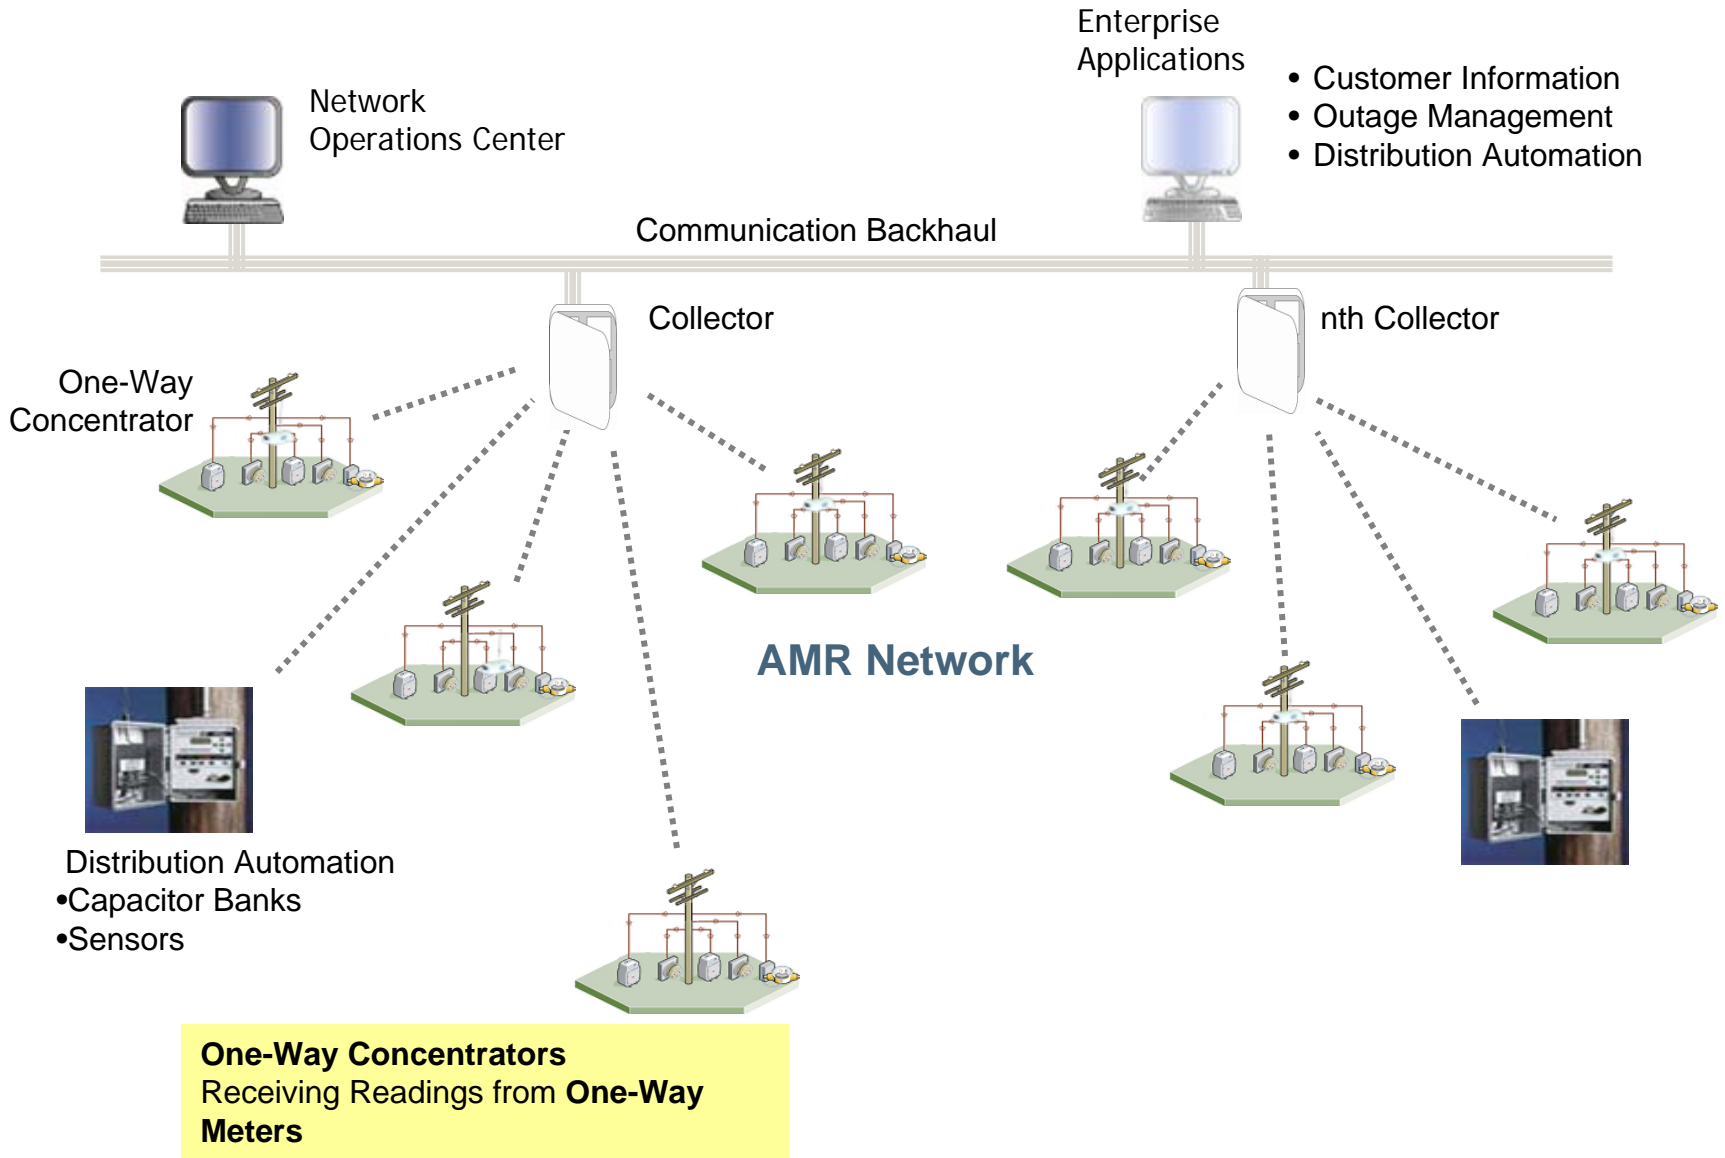 Enterprise
Applications
• Customer Information
• Outage Management
• Distribution Automation
Network
Operations Center
Communication Backhaul
Collector
nth Collector
One-Way
Concentrator
AMR Network
Distribution Automation
•Capacitor Banks
•Sensors
One-Way Concentrators
Receiving Readings from One-Way
Meters